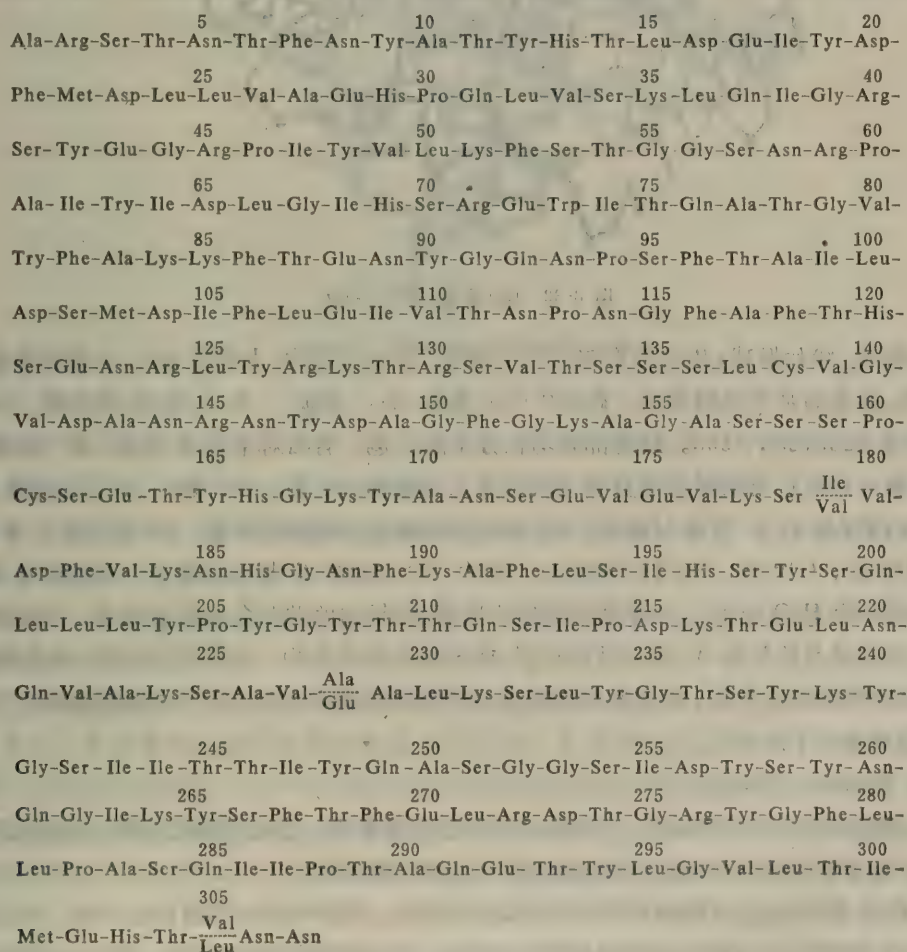 5 10 15 20
Ala-Arg-Ser-Thr-Asn-Thr-Phe-Asn-Tyr-Ala-Thr-Tyr-His-Thr-Leu-Asp Glu-Ile-Tyr-Asp-
25 30 35 40
Phe-Met-Asp-Leu-Leu-Val-Ala-Glu-His-Pro-Gln-Leu-Val-Ser-Lys-Leu Gln-Ile-Gly-Arg-
45 50 55 60
Ser-Tyr-Glu-Gly-Arg-Pro-Ile-Tyr-Val-Leu-Lys-Phe-Ser-Thr-Gly Gly-Ser-Asn-Arg-Pro-
65 70 75 80
Ala-Ile-Try-Ile-Asp-Leu-Gly-Ile-His-Ser-Arg-Glu-Trp-Ile-Thr-Gln-Ala-Thr-Gly-Val-
85 90 95 100
Try-Phe-Ala-Lys-Lys-Phe-Thr-Glu-Asn-Tyr-Gly-Gln-Asn-Pro-Ser-Phe-Thr-Ala-Ile-Leu-
105 110 115 120
Asp-Ser-Met-Asp-Ile-Phe-Leu-Glu-Ile-Val-Thr-Asn-Pro-Asn-Gly Phe-Ala-Phe-Thr-His-
125 130 135 140
Ser-Glu-Asn-Arg-Leu-Try-Arg-Lys-Thr-Arg-Ser-Val-Thr-Ser-Ser-Ser-Leu-Cys-Val-Gly-
145 150 155 160
Val-Asp-Ala-Asn-Arg-Asn-Try-Asp-Ala-Gly-Phe-Gly-Lys-Ala-Gly-Ala Ser-Ser-Ser-Pro-
165 170 175 180
Cys-Ser-Glu-Thr-Tyr-His-Gly-Lys-Tyr-Ala-Asn-Ser-Glu-Val Glu-Val-Lys-Ser Ile Val-
Val
185 190 195 200
Asp-Phe-Val-Lys-Asn-His-Gly-Asn-Phe-Lys-Ala-Phe-Leu-Ser-Ile-His-Ser-Tyr-Ser-Gln-
205 210 215 220
Leu-Leu-Leu-Tyr-Pro-Tyr-Gly-Tyr-Thr-Thr-Gln-Ser-Ile-Pro-Asp-Lys-Thr-Glu-Leu-Asn-
225 230 235 240
Gln-Val-Ala-Lys-Ser-Ala-Val-Ala Ala-Leu-Lys-Ser-Leu-Tyr-Gly-Thr-Ser-Tyr-Lys-Tyr-
Glu
245 250 255 260
Gly-Ser-Ile-Ile-Thr-Thr-Ile-Tyr-Gln-Ala-Ser-Gly-Gly-Ser-Ile-Asp-Try-Ser-Tyr-Asn-
265 270 275 280
Gln-Gly-Ile-Lys-Tyr-Ser-Phe-Thr-Phe-Glu-Leu-Arg-Asp-Thr-Gly-Arg-Tyr-Gly-Phe-Leu-
285 290 295 300
Leu-Pro-Ala-Ser-Gln-Ile-Ile-Pro-Thr-Ala-Gln-Glu-Thr-Try-Leu-Gly-Val-Leu-Thr-Ile-
305
Met-Glu-His-Thr-Val Asn-Asn
Leu